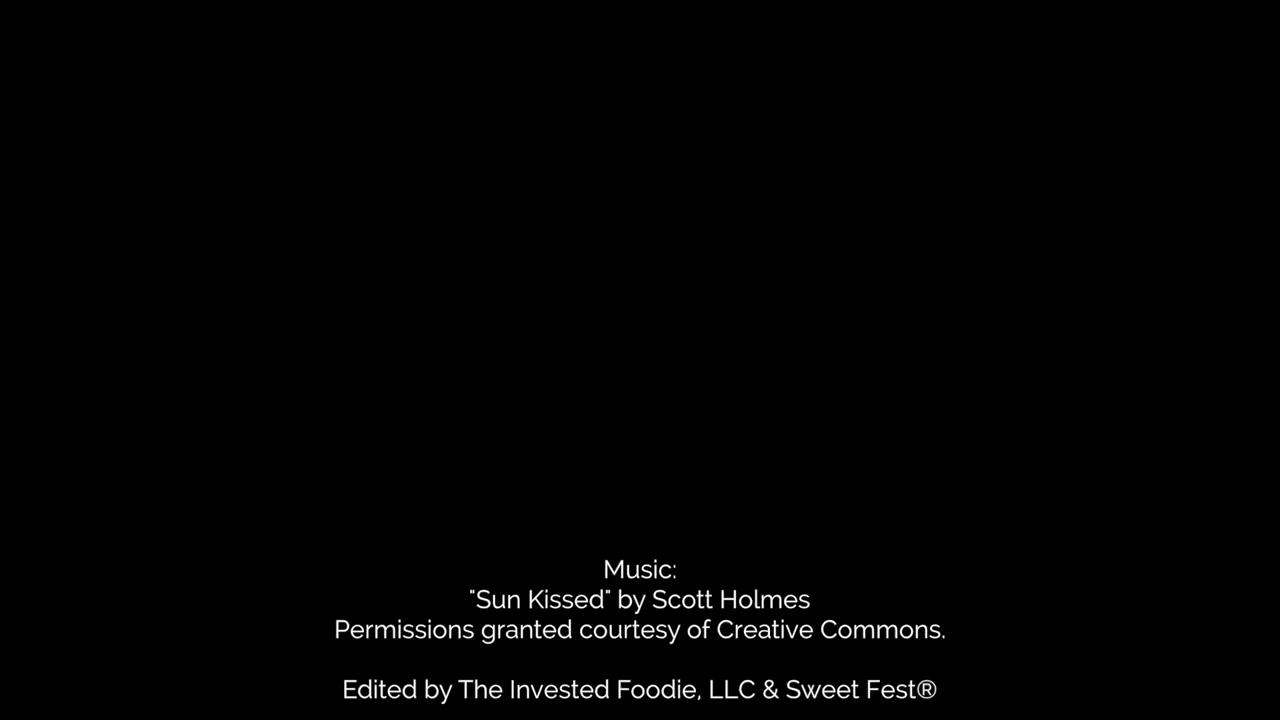 Music:
"Sun Kissed" by Scott Holmes
Permissions granted courtesy of Creative Commons.
Edited by The Invested Foodie, LLC & Sweet Fest®